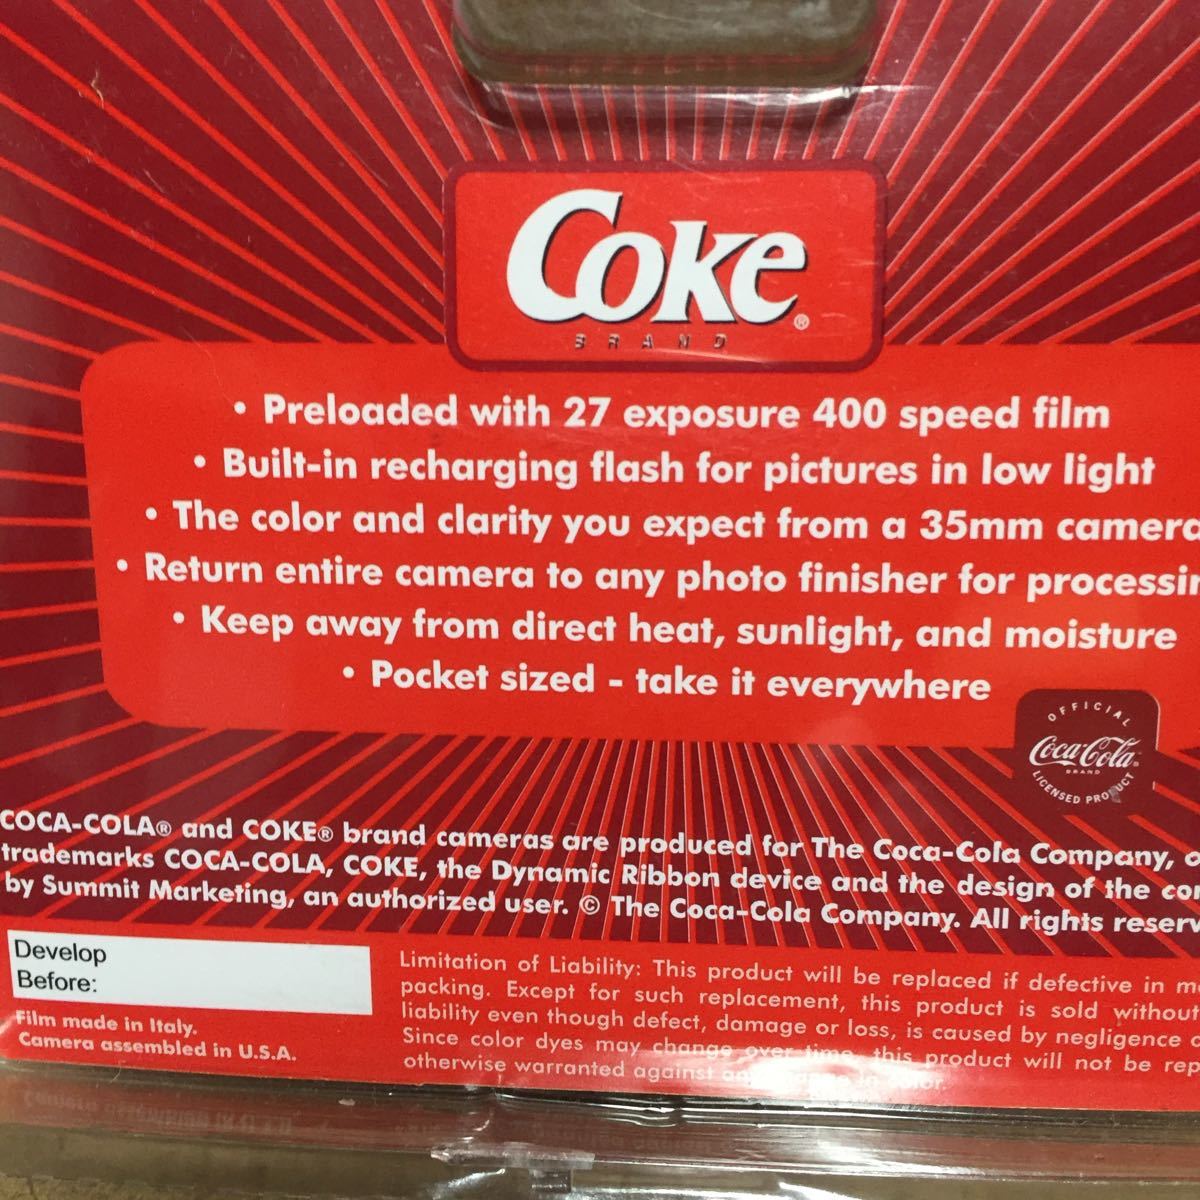 Coke®
BRAND
• Preloaded with 27 exposure 400 speed film
• Built-in recharging flash for pictures in low light
• The color and clarity you expect from a 35mm camera
• Return entire camera to any photo finisher for processin
• Keep away from direct heat, sunlight, and moisture
• Pocket sized - take it everywhere
OFFICIAL
Coca-Cola®
BRAND
LICENSED PRODUCT
COCA-COLA® and COKE® brand cameras are produced for The Coca-Cola Company,
trademarks COCA-COLA, COKE, the Dynamic Ribbon device and the design of the
by Summit Marketing, an authorized user. © The Coca-Cola Company. All rights reserv
Develop
Before:
Film made in Italy.
Camera assembled in U.S.A.
Limitation of Liability: This product will be replaced if defective in
packing. Except for such replacement, this product is sold without
liability even though defect, damage or loss, is caused by negligence
Since color dyes may change over time, this product will not be rep
otherwise warranted against any change in color.